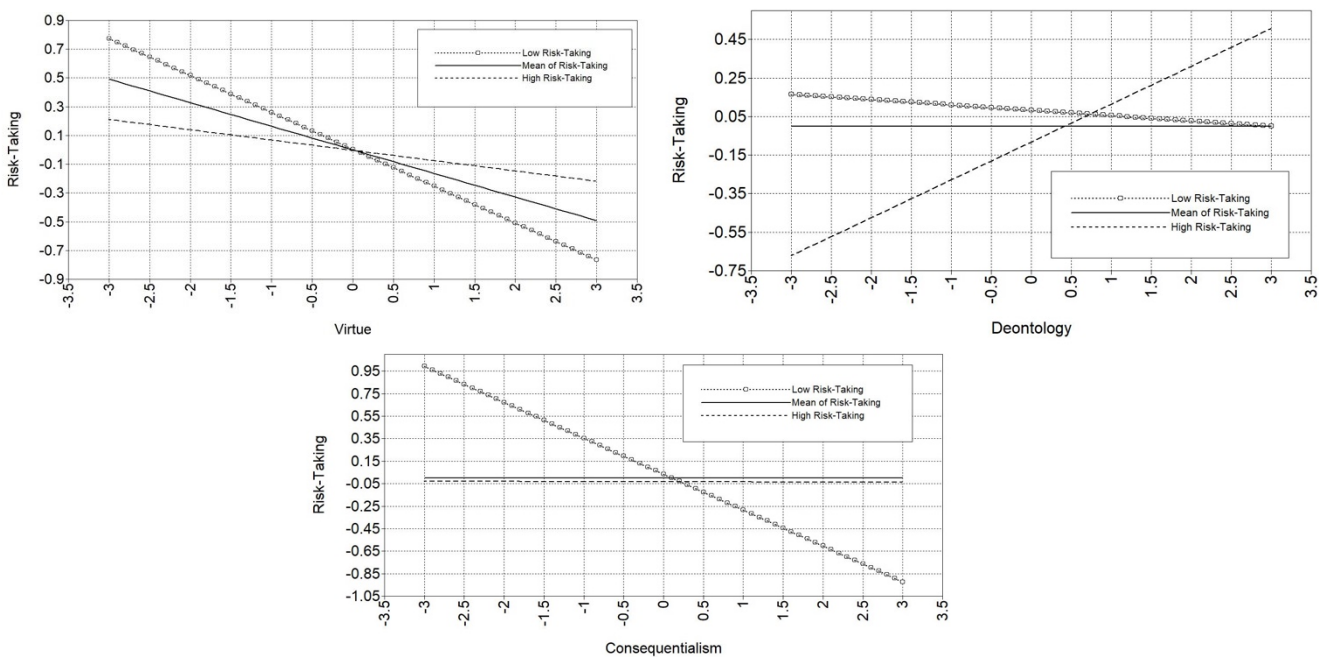 0.9
0.7
0.5
0.3
0.1
-0.1
-0.3
-0.5
-0.7
-0.9
Risk-Taking
Low Risk-Taking
Mean of Risk-Taking
High Risk-Taking
-3.5 -3 -2.5 -2 -1.5 -1 -0.5 0 0.5 1 1.5 2 2.5 3 3.5
Virtue
0.45
0.25
0.05
-0.15
-0.35
-0.55
-0.75
Risk-Taking
Low Risk-Taking
Mean of Risk-Taking
High Risk-Taking
-3.5 -3 -2.5 -2 -1.5 -1 -0.5 0 0.5 1 1.5 2 2.5 3 3.5
Deontology
0.95
0.75
0.55
0.35
0.15
-0.05
-0.25
-0.45
-0.65
-0.85
-1.05
Risk-Taking
Low Risk-Taking
Mean of Risk-Taking
High Risk-Taking
-3.5 -3 -2.5 -2 -1.5 -1 -0.5 0 0.5 1 1.5 2 2.5 3 3.5
Consequentialism